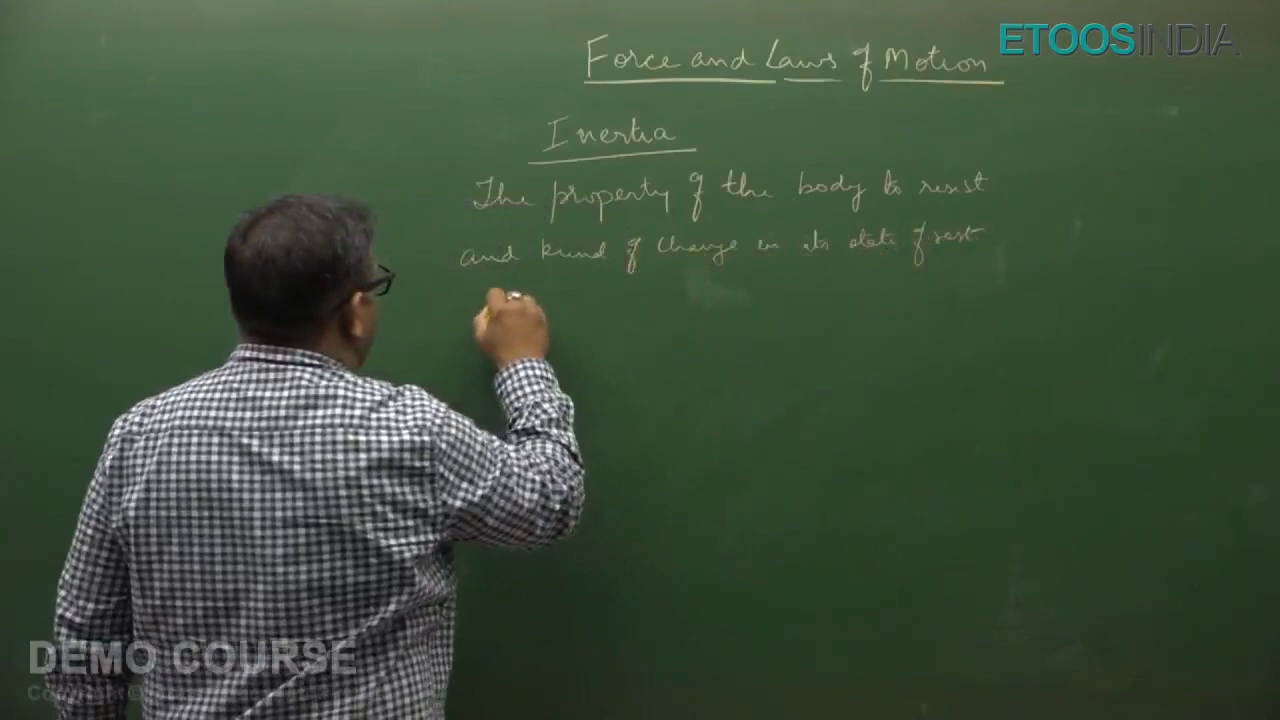 ETOOSINDIA
Force and Laws of Motion
Inertia
The property of the body to resist
and kind of change in its state of rest
DEMO COURSE